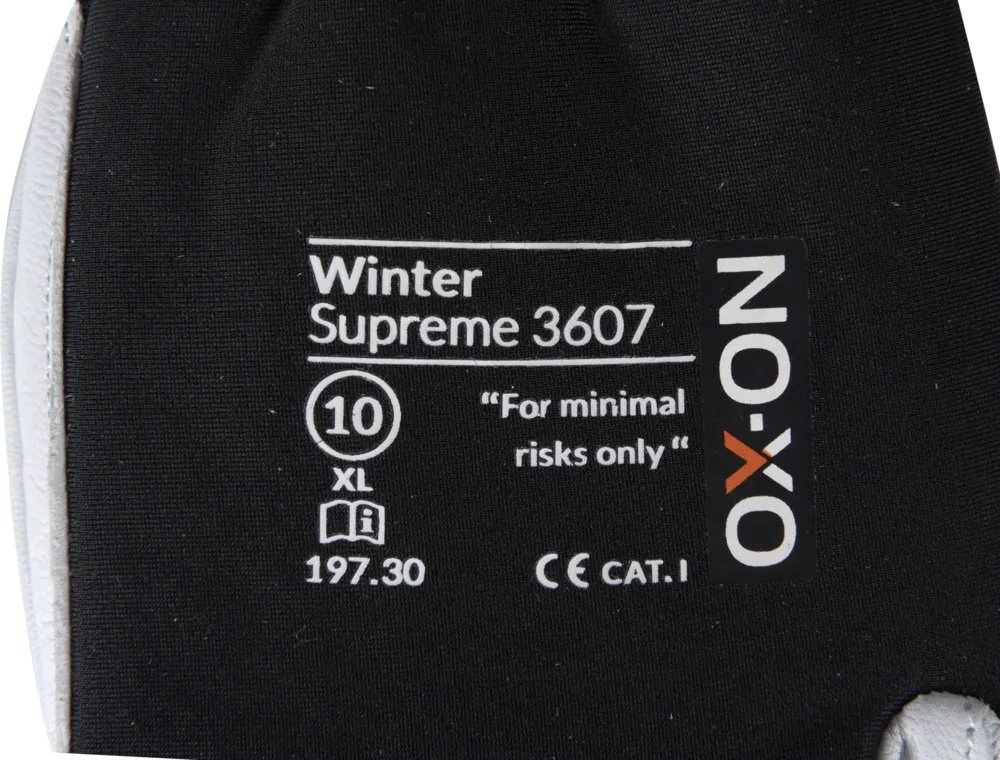 Winter
Supreme 3607
10
XL
i
197.30
“For minimal
risks only “
CE CAT. I
OX-ON